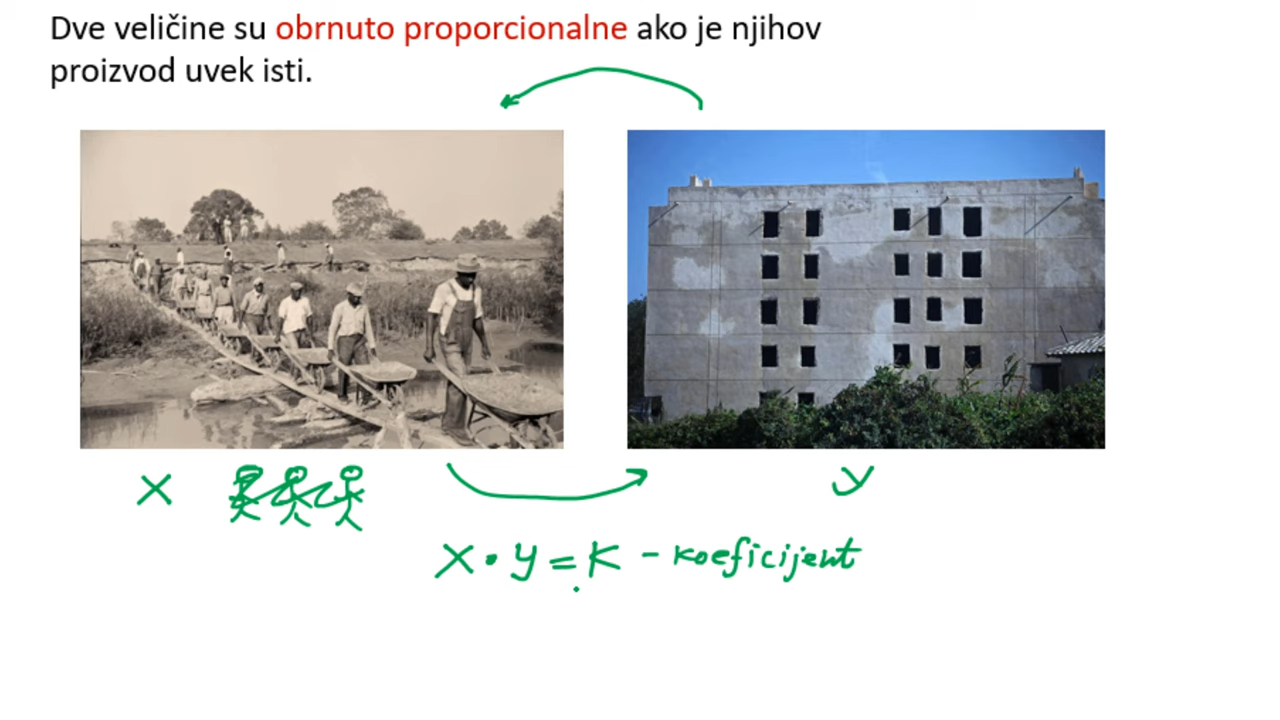 Dve veličine su obrnuto proporcionalne ako je njihov
proizvod uvek isti.
X
y
X · y = K - koeficijent